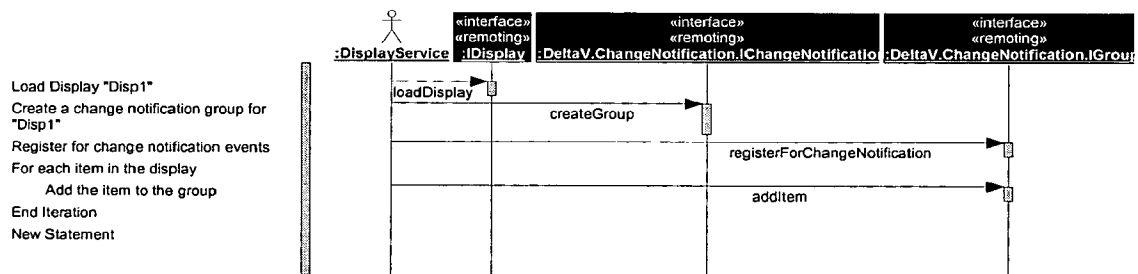 «interface» «interface» «interface»
«remoting» «remoting» «remoting»
:DisplayService :IDisplay :DeltaV.ChangeNotification.IChangeNotification :DeltaV.ChangeNotification.IGroup
Load Display "Disp1"
loadDisplay
Create a change notification group for
"Disp1"
createGroup
Register for change notification events
registerForChangeNotification
For each item in the display
Add the item to the group
addItem
End Iteration
New Statement